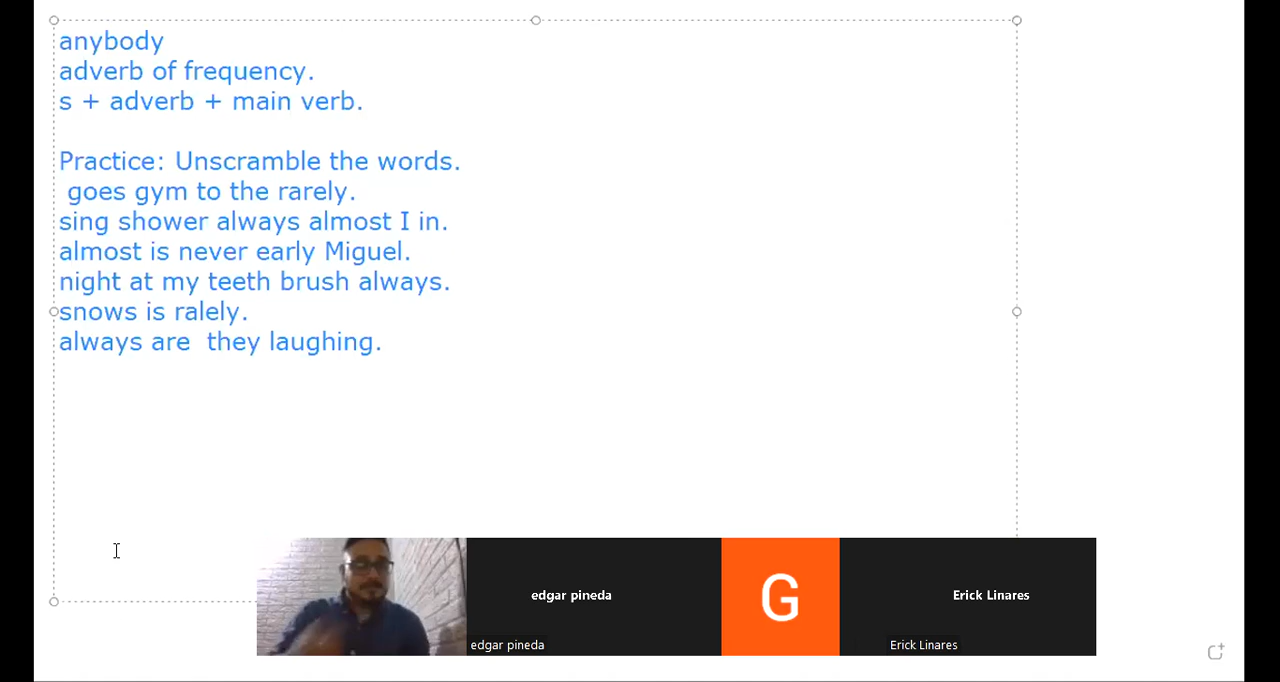 anybody
adverb of frequency.
s + adverb + main verb.
Practice: Unscramble the words.
goes gym to the rarely.
sing shower always almost I in.
almost is never early Miguel.
night at my teeth brush always.
snows is ralely.
always are  they laughing.
edgar pineda
G
Erick Linares
edgar pineda
Erick Linares